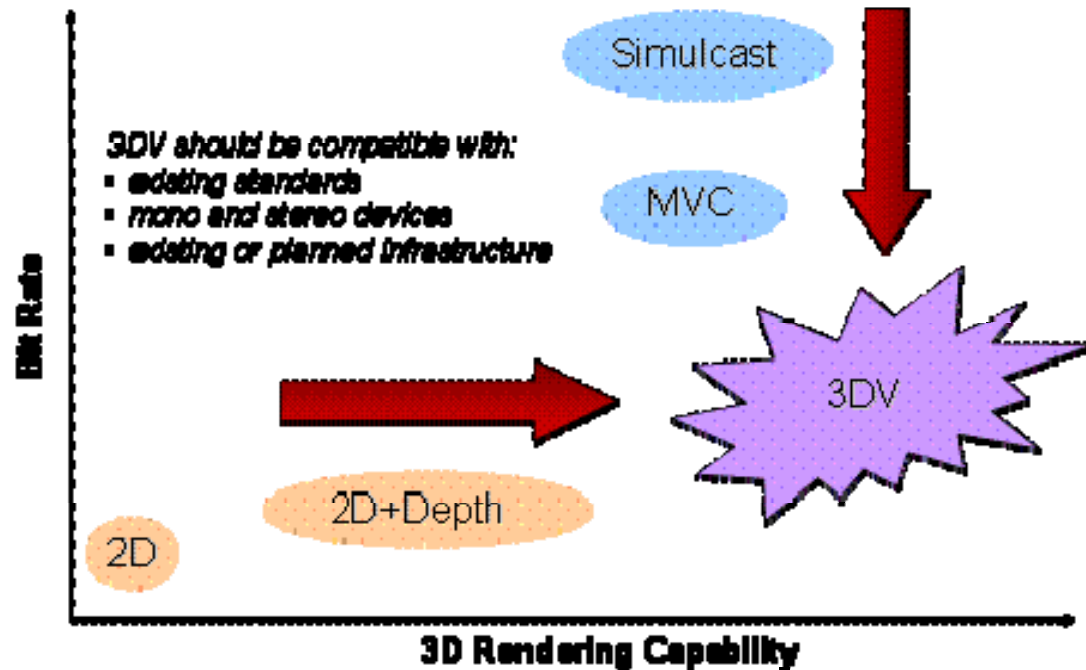 Simulcast
3DV should be compatible with:
▪ existing standards
▪ mono and stereo devices
▪ existing or planned infrastructure
MVC
Bit Rate
3DV
2D+Depth
2D
3D Rendering Capability